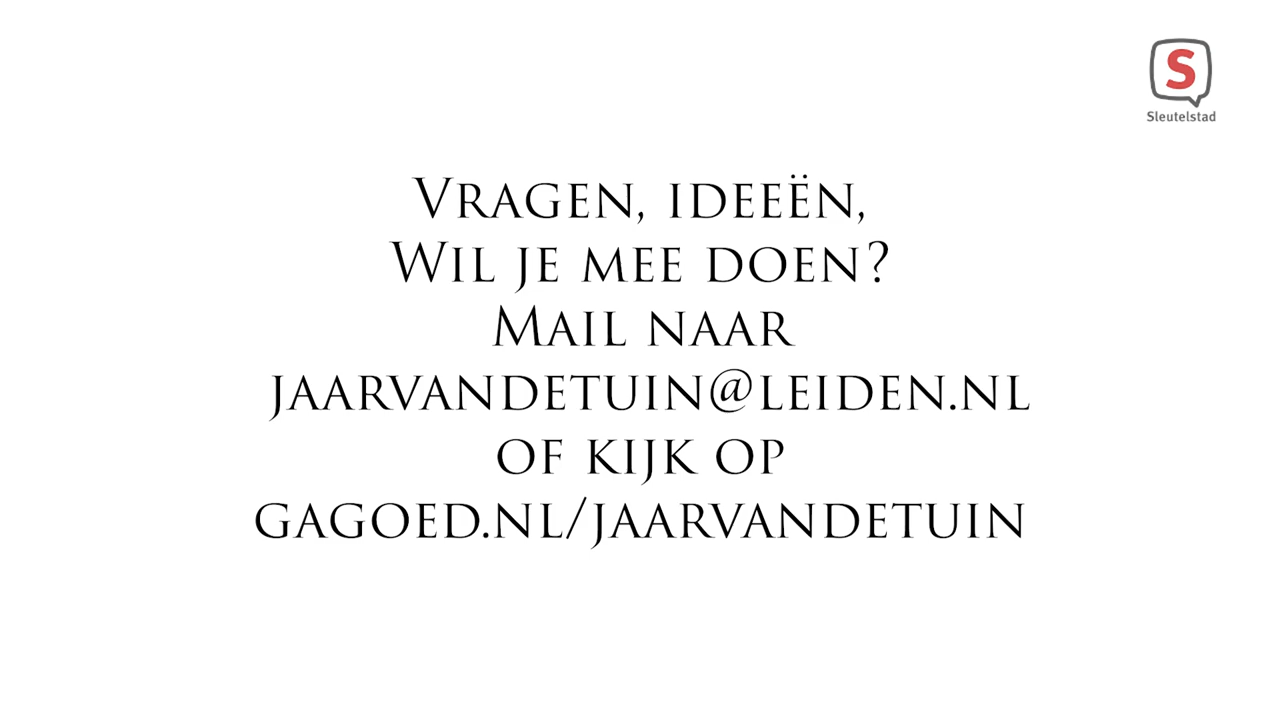 S
Sleutelstad
Vragen, ideeën,
Wil je mee doen?
Mail naar
jaarvandetuin@leiden.nl
of kijk op
gagoed.nl/jaarvandetuin